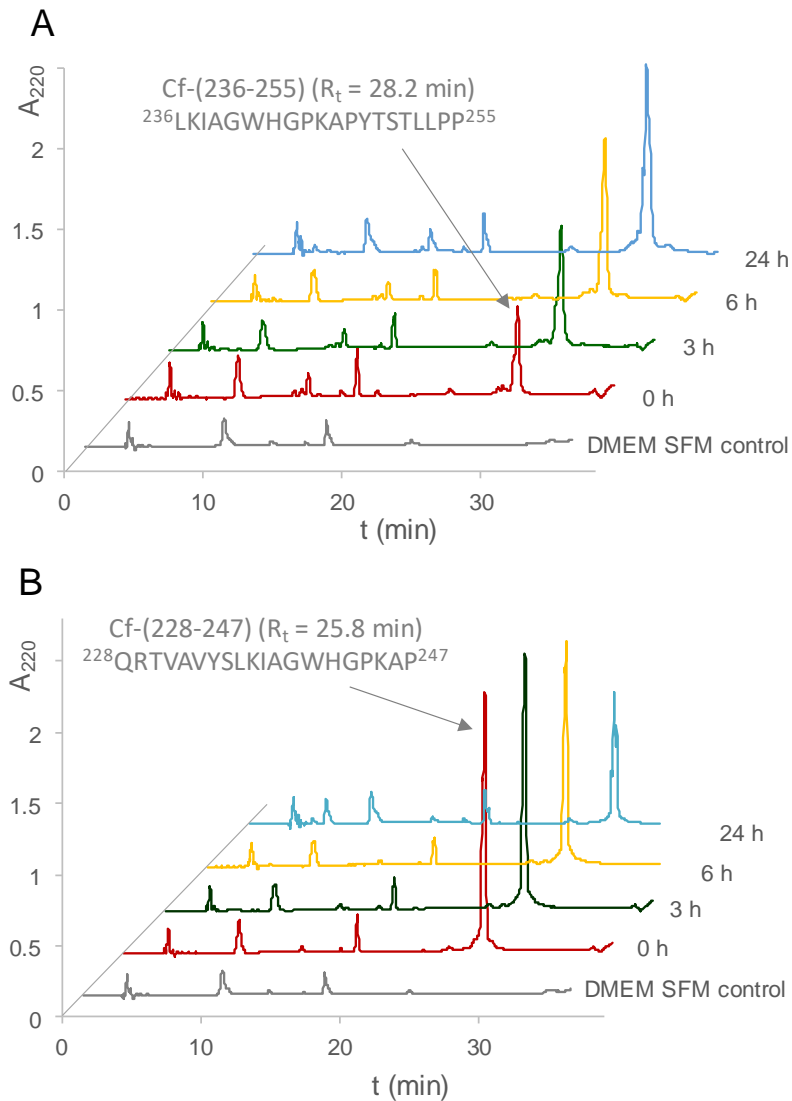 A
A220
Cf-(236-255) (Rt = 28.2 min)
236LKIAGWHGPKAPYTSTLLPP255
2
1.5
1
0.5
0
24 h
6 h
3 h
0 h
DMEM SFM control
0 10 20 30
t (min)
B
A220
Cf-(228-247) (Rt = 25.8 min)
228QRTVAVYSLKIAGWHGPKAP247
2
1.5
1
0.5
0
24 h
6 h
3 h
0 h
DMEM SFM control
0 10 20 30
t (min)